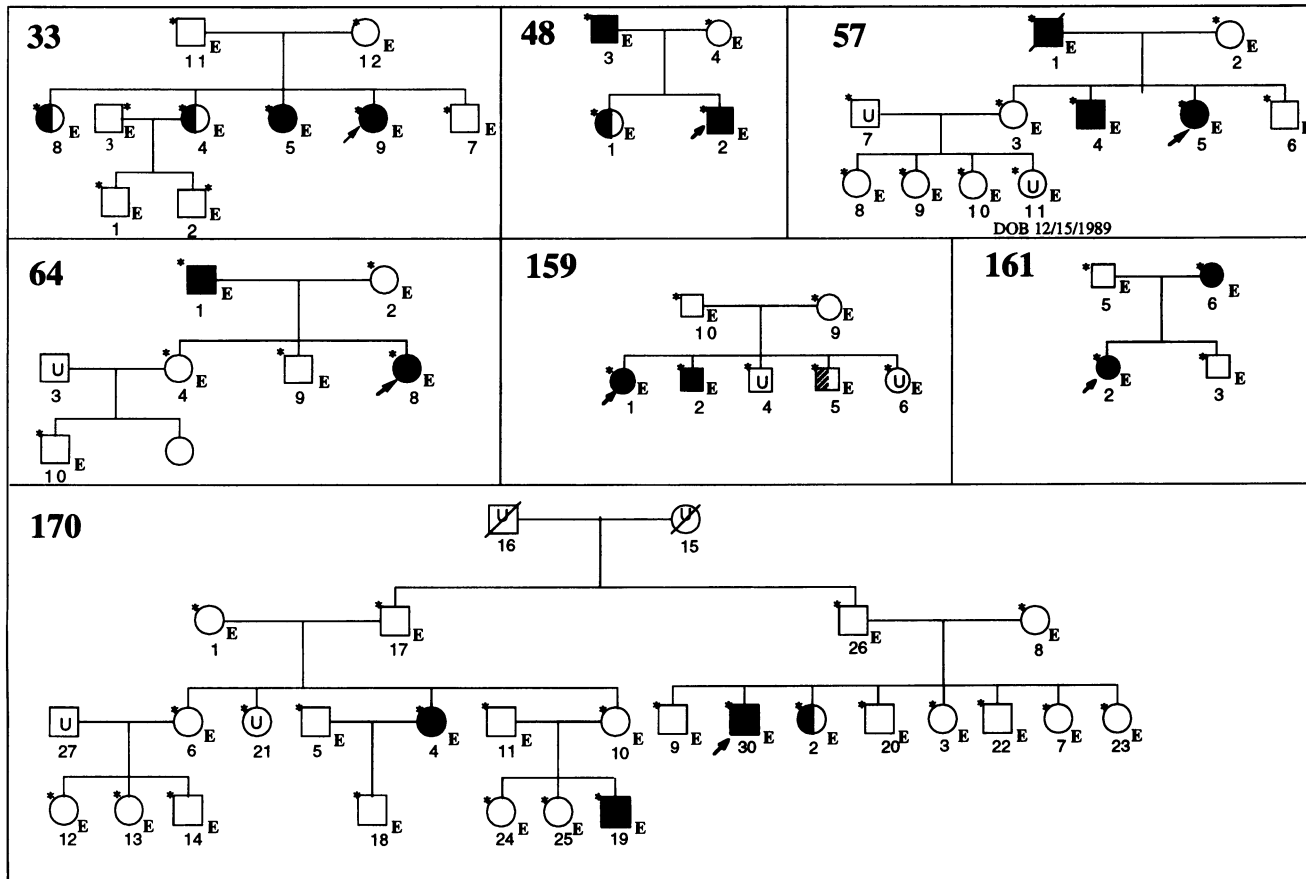 33
* 11 E * 12 E
* 8 E * 3 E * 4 E * 5 E * 9 E * 7 E
* 1 E * 2 E
48
* 3 E * 4 E
* 1 E * 2 E
57
* 1 E * 2 E
* U 7 * 3 E * 4 E * 5 E * 6 E
* 8 E * 9 E * 10 E * U 11 E
DOB 12/15/1989
64
* 1 E * 2 E
U 3 * 4 E * 9 E * 8 E
* 10 E
159
* 10 E * 9 E
* 1 E * 2 E * U 4 * 5 E * U 6
161
* 5 E * 6 E
* 2 E * 3 E
170
U 16 U 15
* 1 E * 17 E * 26 E * 8 E
U 27 * 6 E * U 21 * 5 E * 4 E * 11 E * 10 E * 9 E * 30 E * 2 E * 20 E * 3 E * 22 E * 7 E * 23 E
* 12 E * 13 E * 14 E * 18 E * 24 E * 25 E * 19 E